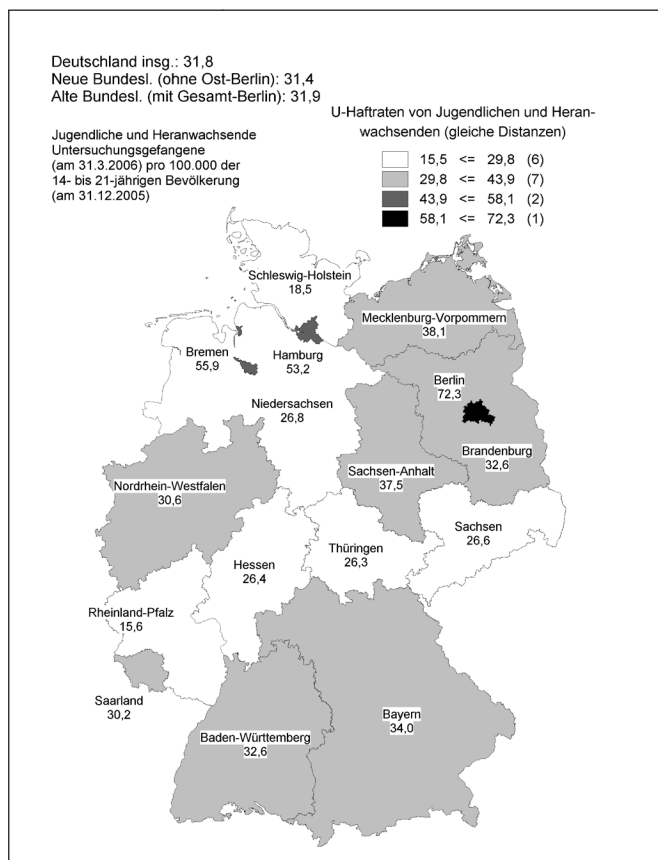 Deutschland insg.: 31,8
Neue Bundesl. (ohne Ost-Berlin): 31,4
Alte Bundesl. (mit Gesamt-Berlin): 31,9
Jugendliche und Heranwachsende
Untersuchungsgefangene
(am 31.3.2006) pro 100.000 der
14- bis 21-jährigen Bevölkerung
(am 31.12.2005)
U-Haftraten von Jugendlichen und Heran-
wachsenden (gleiche Distanzen)
15,5 <= 29,8 (6)
29,8 <= 43,9 (7)
43,9 <= 58,1 (2)
58,1 <= 72,3 (1)
Schleswig-Holstein
18,5
Mecklenburg-Vorpommern
38,1
Bremen
55,9
Hamburg
53,2
Berlin
72,3
Niedersachsen
26,8
Brandenburg
32,6
Sachsen-Anhalt
37,5
Nordrhein-Westfalen
30,6
Sachsen
26,6
Thüringen
26,3
Hessen
26,4
Rheinland-Pfalz
15,6
Saarland
30,2
Bayern
34,0
Baden-Württemberg
32,6